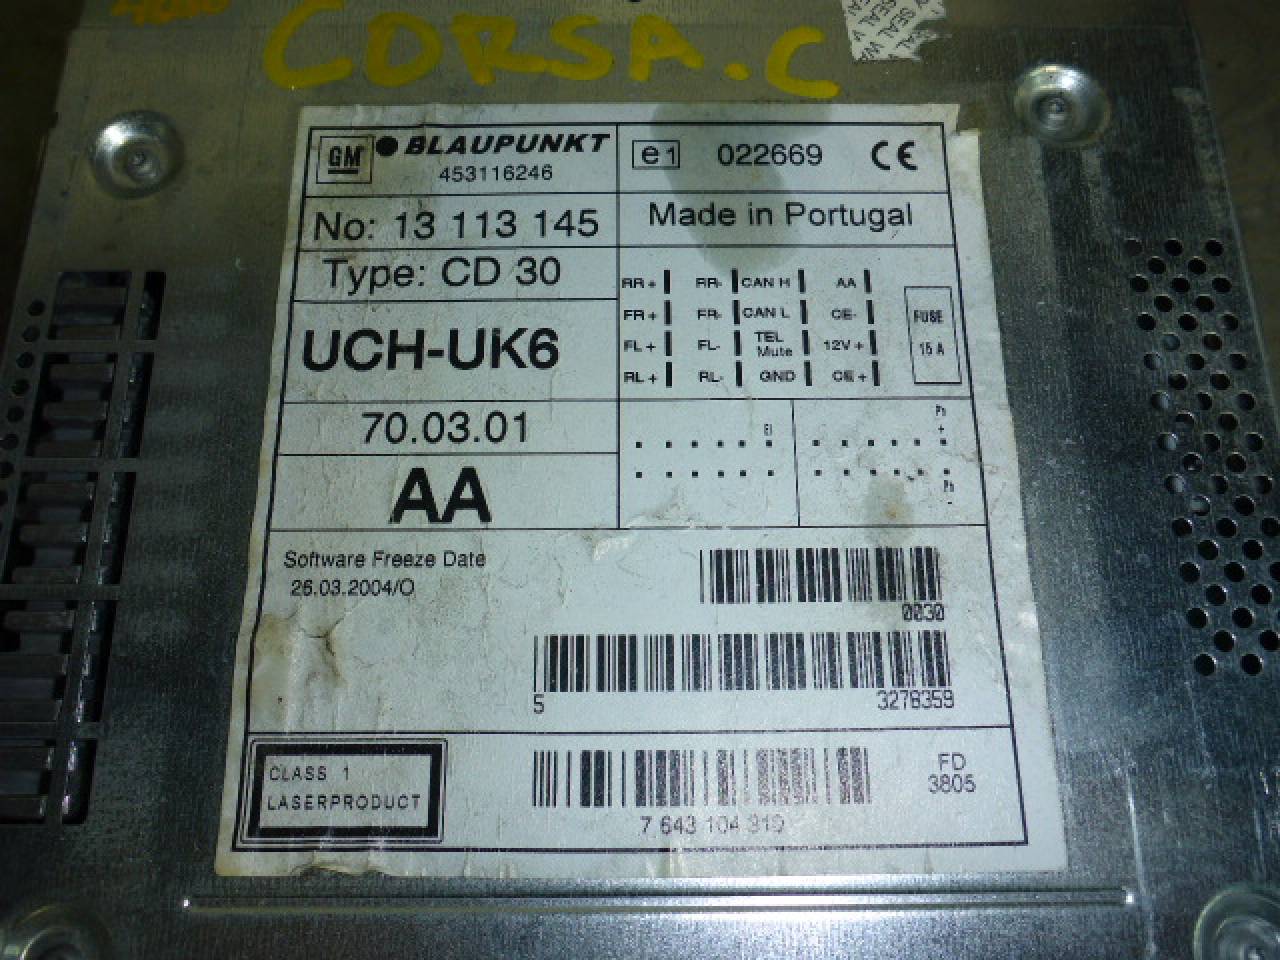 CORSA.C
GM BLAUPUNKT
453116246
e1 022669 CE
No: 13 113 145
Made in Portugal
Type: CD 30
UCH-UK6
70.03.01
AA
RR + RR- CAN H AA
FR + FR- CAN L CE-
FL + FL- TEL Mute 12V +
RL + RL- GND CE +
FUSE
15 A
Ph
+
Ph
-
Software Freeze Date
26.03.2004/O
0030
5 3278359
CLASS 1
LASERPRODUCT
7 643 104 310
FD
3805